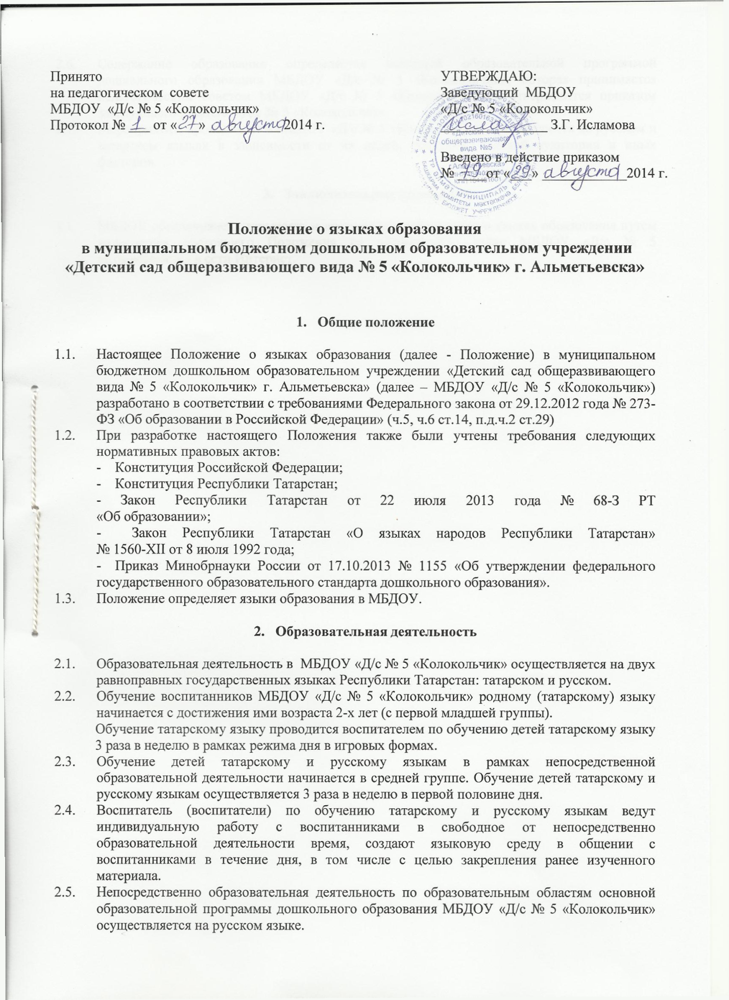 Принято
на педагогическом совете
МБДОУ «Д/с № 5 «Колокольчик»
Протокол № 1 от «27» августа 2014 г.
УТВЕРЖДАЮ:
Заведующий МБДОУ
«Д/с № 5 «Колокольчик»
З.Г. Исламова
Введено в действие приказом
№ 79 от «29» августа 2014 г.
«Детский сад
общеразвивающего
вида №5
Положение о языках образования
в муниципальном бюджетном дошкольном образовательном учреждении
«Детский сад общеразвивающего вида № 5 «Колокольчик» г. Альметьевска»
1. Общие положение
1.1. Настоящее Положение о языках образования (далее - Положение) в муниципальном
бюджетном дошкольном образовательном учреждении «Детский сад общеразвивающего
вида № 5 «Колокольчик» г. Альметьевска» (далее – МБДОУ «Д/с № 5 «Колокольчик»)
разработано в соответствии с требованиями Федерального закона от 29.12.2012 года № 273-
ФЗ «Об образовании в Российской Федерации» (ч.5, ч.6 ст.14, п.д.ч.2 ст.29)
1.2. При разработке настоящего Положения также были учтены требования следующих
нормативных правовых актов:
- Конституция Российской Федерации;
- Конституция Республики Татарстан;
- Закон Республики Татарстан от 22 июля 2013 года № 68-З РТ
«Об образовании»;
- Закон Республики Татарстан «О языках народов Республики Татарстан»
№ 1560-XII от 8 июля 1992 года;
- Приказ Минобрнауки России от 17.10.2013 № 1155 «Об утверждении федерального
государственного образовательного стандарта дошкольного образования».
1.3. Положение определяет языки образования в МБДОУ.
2. Образовательная деятельность
2.1. Образовательная деятельность в МБДОУ «Д/с № 5 «Колокольчик» осуществляется на двух
равноправных государственных языках Республики Татарстан: татарском и русском.
2.2. Обучение воспитанников МБДОУ «Д/с № 5 «Колокольчик» родному (татарскому) языку
начинается с достижения ими возраста 2-х лет (с первой младшей группы).
Обучение татарскому языку проводится воспитателем по обучению детей татарскому языку
3 раза в неделю в рамках режима дня в игровых формах.
2.3. Обучение детей татарскому и русскому языкам в рамках непосредственной
образовательной деятельности начинается в средней группе. Обучение детей татарскому и
русскому языкам осуществляется 3 раза в неделю в первой половине дня.
2.4. Воспитатель (воспитатели) по обучению татарскому и русскому языкам ведут
индивидуальную работу с воспитанниками в свободное от непосредственно
образовательной деятельности время, создают языковую среду в общении с
воспитанниками в течение дня, в том числе с целью закрепления ранее изученного
материала.
2.5. Непосредственно образовательная деятельность по образовательным областям основной
образовательной программы дошкольного образования МБДОУ «Д/с № 5 «Колокольчик»
осуществляется на русском языке.